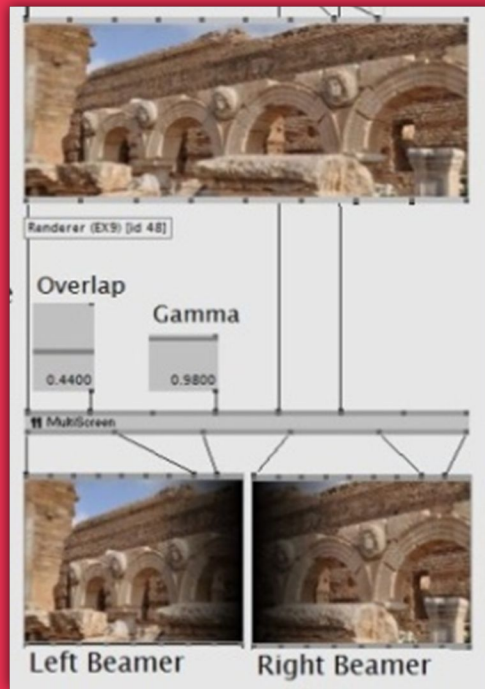 Renderer (EX9) [id 48]
Overlap
Gamma
0.4400
0.9800
MultiScreen
Left Beamer
Right Beamer